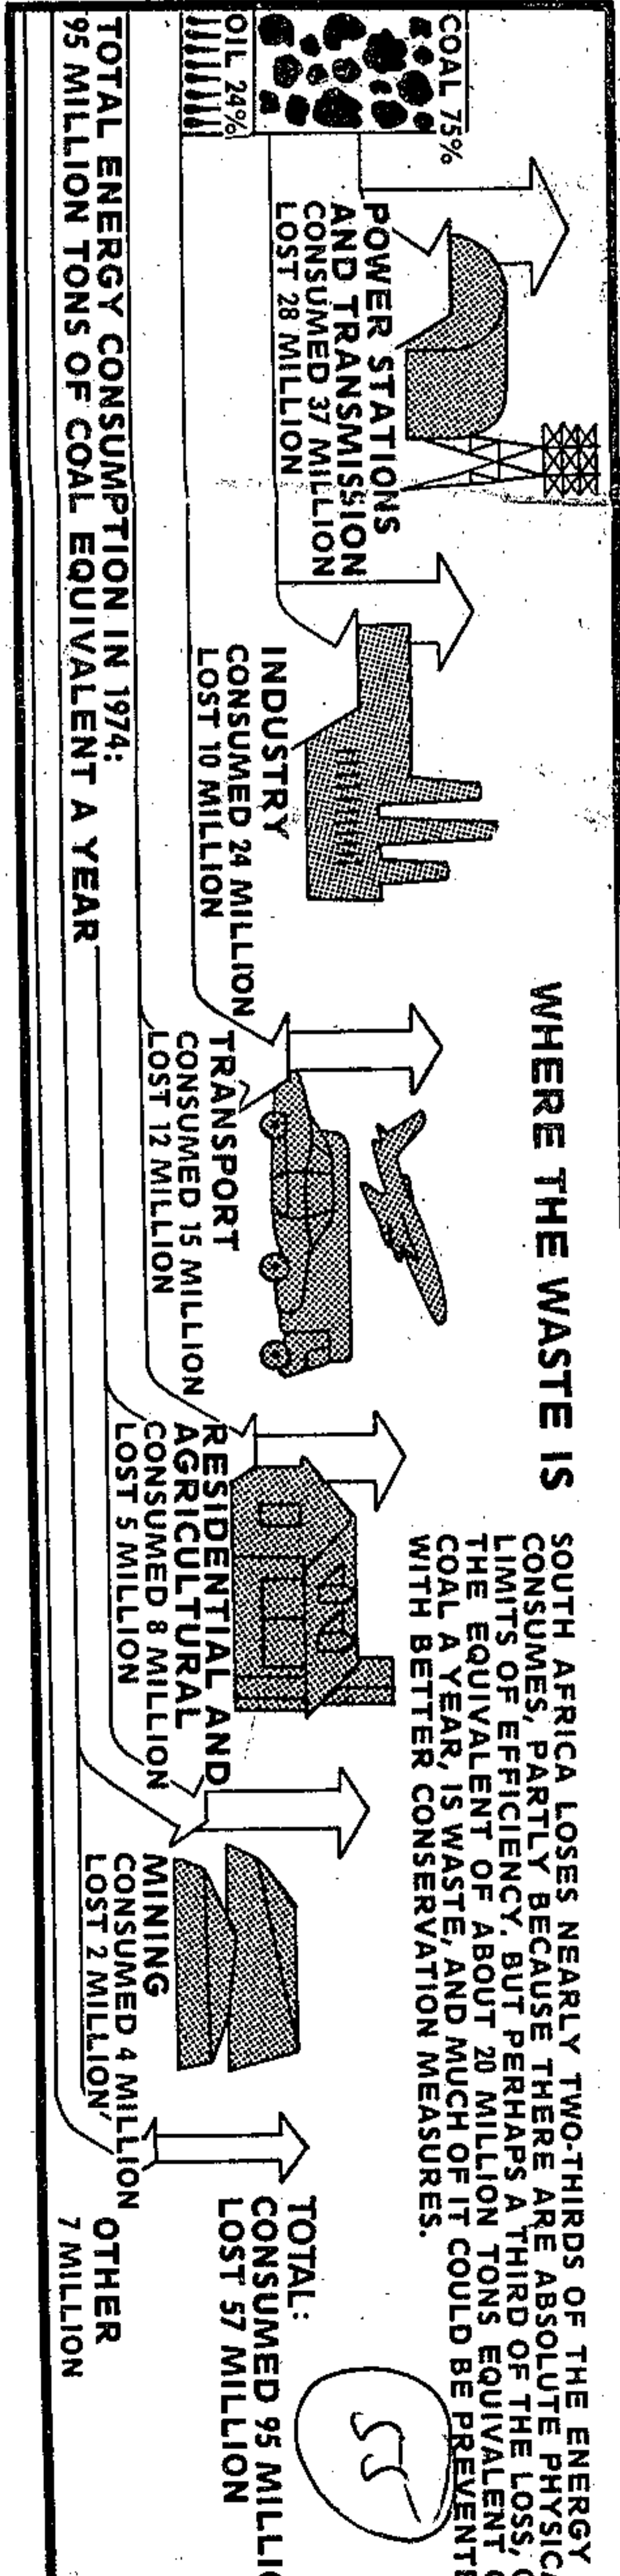 WHERE THE WASTE IS
SOUTH AFRICA LOSES NEARLY TWO-THIRDS OF THE ENERGY
CONSUMES, PARTLY BECAUSE THERE ARE ABSOLUTE PHYSIC
LIMITS OF EFFICIENCY. BUT PERHAPS A THIRD OF THE LOSS,
THE EQUIVALENT OF ABOUT 20 MILLION TONS EQUIVALENT
COAL A YEAR, IS WASTE, AND MUCH OF IT COULD BE PREVENT
WITH BETTER CONSERVATION MEASURES.
COAL 75%
OIL 24%
POWER STATIONS
AND TRANSMISSION
CONSUMED 37 MILLION
LOST 28 MILLION
INDUSTRY
CONSUMED 24 MILLION
LOST 10 MILLION
TRANSPORT
CONSUMED 15 MILLION
LOST 12 MILLION
RESIDENTIAL AND
AGRICULTURAL
CONSUMED 8 MILLION
LOST 5 MILLION
MINING
CONSUMED 4 MILLION
LOST 2 MILLION'
OTHER
7 MILLION
TOTAL:
CONSUMED 95 MILLIO
LOST 57 MILLION
TOTAL ENERGY CONSUMPTION IN 1974:
95 MILLION TONS OF COAL EQUIVALENT A YEAR